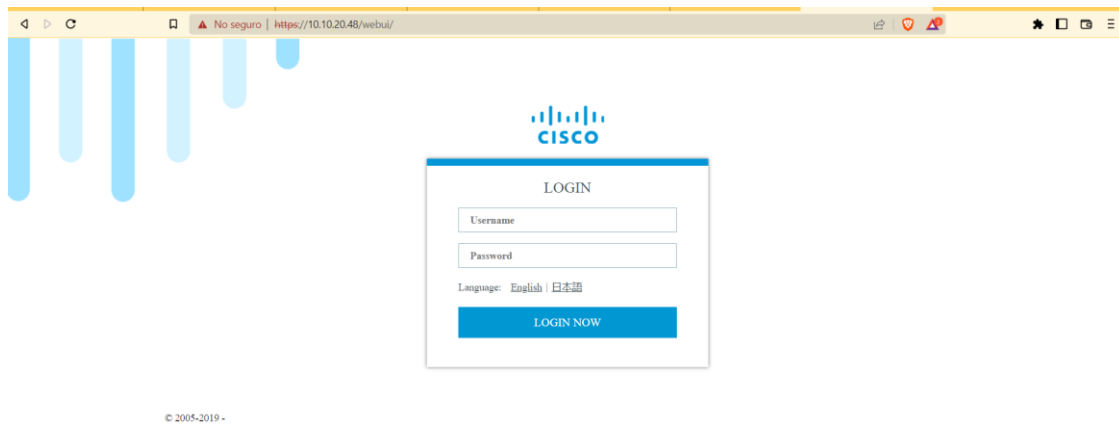 No seguro | https://10.10.20.48/webui/
CISCO
LOGIN
Username
Password
Language: English | 日本語
LOGIN NOW
© 2005-2019 -